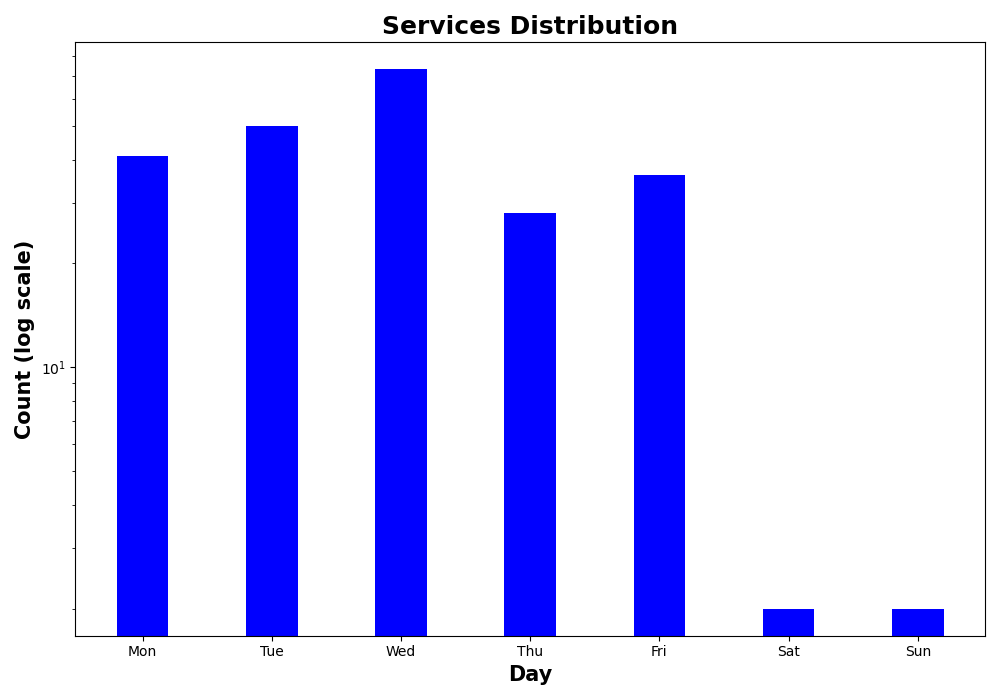 Services Distribution
Count (log scale)
10¹
Mon Tue Wed Thu Fri Sat Sun
Day